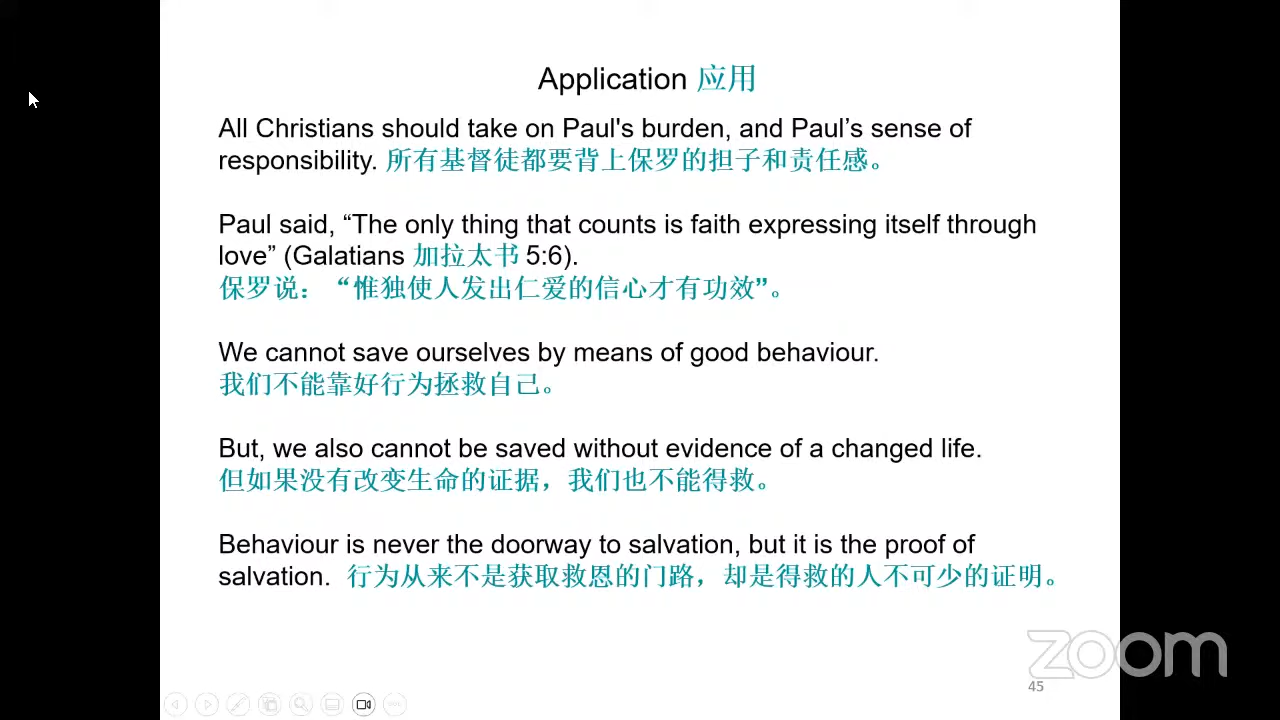 Application 应用
All Christians should take on Paul's burden, and Paul’s sense of
responsibility. 所有基督徒都要背上保罗的担子和责任感。
Paul said, “The only thing that counts is faith expressing itself through
love” (Galatians 加拉太书 5:6).
保罗说：“惟独使人发出仁爱的信心才有功效”。
We cannot save ourselves by means of good behaviour.
我们不能靠好行为拯救自己。
But, we also cannot be saved without evidence of a changed life.
但如果没有改变生命的证据，我们也不能得救。
Behaviour is never the doorway to salvation, but it is the proof of
salvation. 行为从来不是获取救恩的门路，却是得救的人不可少的证明。
zoom
45